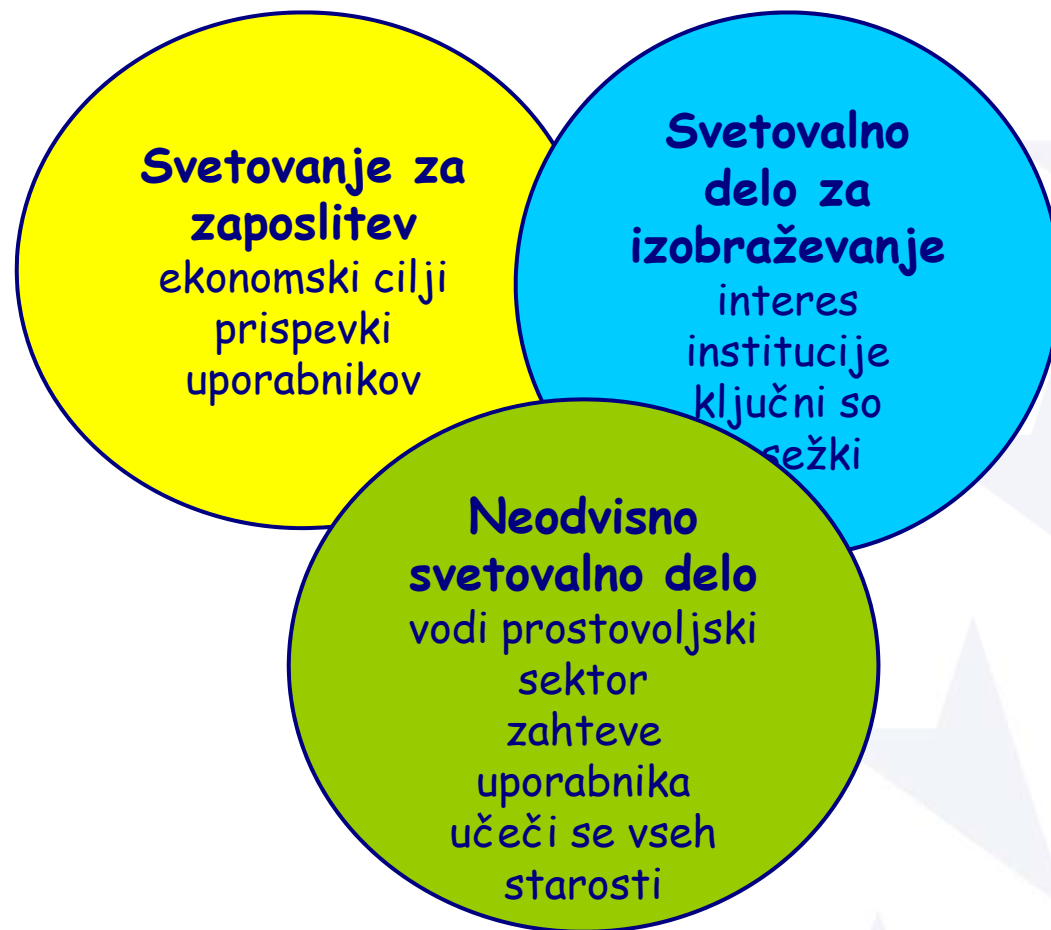 Svetovanje za
zaposlitev
ekonomski cilji
prispevki
uporabnikov
Svetovalno
delo za
izobraževanje
interes
institucije
ključni so
sežki
Neodvisno
svetovalno delo
vodi prostovoljski
sektor
zahteve
uporabnika
učeči se vseh
starosti